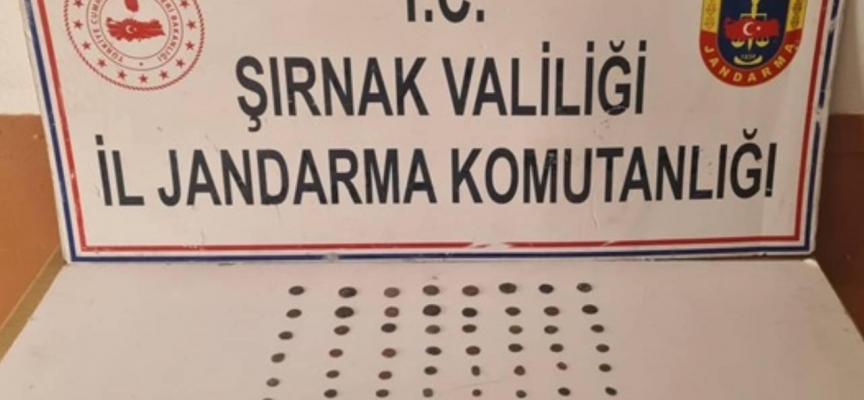 T.C.
ŞIRNAK VALİLİĞİ
İL JANDARMA KOMUTANLIĞI
JANDARMA